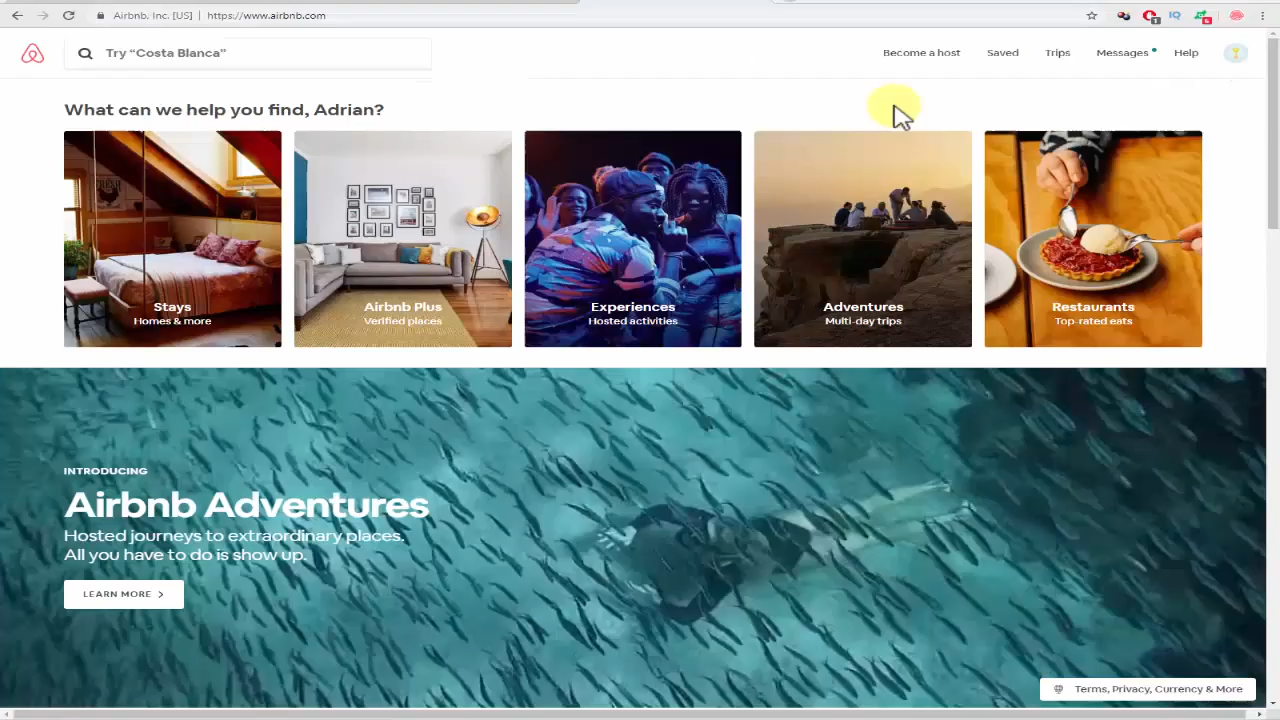 Airbnb, Inc. [US] | https://www.airbnb.com
Try “Costa Blanca”
Become a host
Saved
Trips
Messages
Help
What can we help you find, Adrian?
Stays
Homes & more
Airbnb Plus
Verified places
Experiences
Hosted activities
Adventures
Multi-day trips
Restaurants
Top-rated eats
INTRODUCING
Airbnb Adventures
Hosted journeys to extraordinary places.
All you have to do is show up.
LEARN MORE >
Terms, Privacy, Currency & More